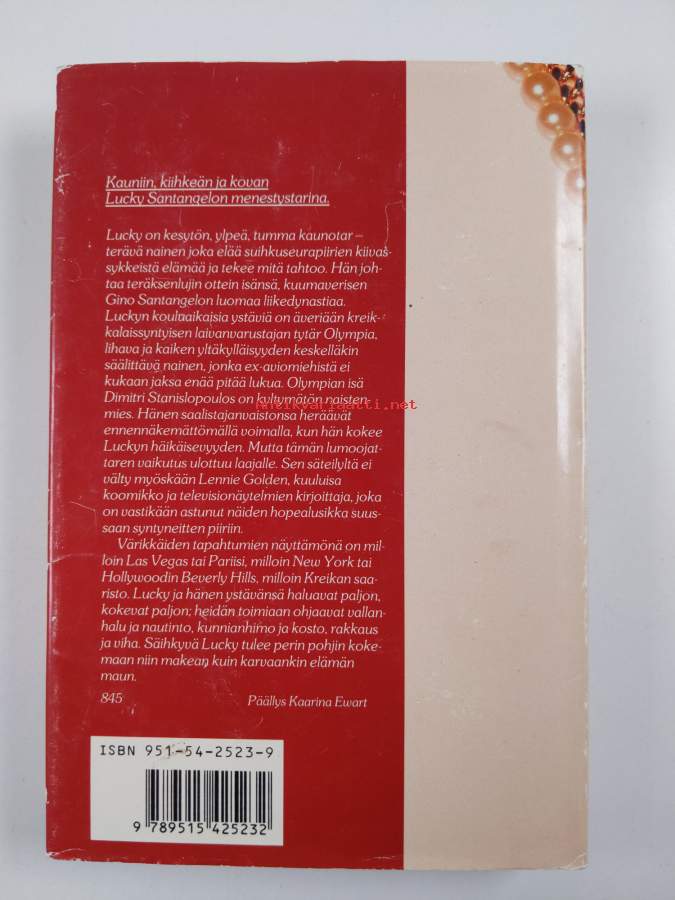 Kauniin, kiihkeän ja kovan
Lucky Santangelon menestystarina.
Lucky on kesytön, ylpeä, tumma kaunotar –
terävä nainen joka elää suihkuseurapiirien kiivas-
sykkeistä elämää ja tekee mitä tahtoo. Hän joh-
taa teräksenlujin ottein isänsä, kuumaverisen
Gino Santangelon luomaa liikedynastiaa.
Luckyn kouluaikaisia ystäviä on äveriään kreik-
kalaissyntyisen laivanvarustajan tytär Olympia,
lihava ja kaiken yltäkylläisyyden keskelläkin
säälittävä nainen, jonka ex-aviomiehistä ei
kukaan jaksa enää pitää lukua. Olympian isä
Dimitri Stanislopoulos on kyltymätön naisten-
mies. Hänen saalistajanvaistonsa heräävät
antikvariaatti.net
ennennäkemättömällä voimalla, kun hän kokee
Luckyn häikäisevyyden. Mutta tämän lumoojat-
taren vaikutus ulottuu laajalle. Sen säteilyltä ei
välty myöskään Lennie Golden, kuuluisa
koomikko ja televisionäytelmien kirjoittaja, joka
on vastikään astunut näiden hopealusikka suus-
saan syntyneitten piiriin.
Värikkäiden tapahtumien näyttämönä on mil-
loin Las Vegas tai Pariisi, milloin New York tai
Hollywoodin Beverly Hills, milloin Kreikan saa-
risto. Lucky ja hänen ystävänsä haluavat paljon,
kokevat paljon; heidän toimiaan ohjaavat vallan-
halu ja nautinto, kunnianhimo ja kosto, rakkaus
ja viha. Säihkyvä Lucky tulee perin pohjin koke-
maan niin makean kuin karvaankin elämän
maun.
845 Päällys Kaarina Ewart
ISBN 951-54-2523-9
9 789515 425232